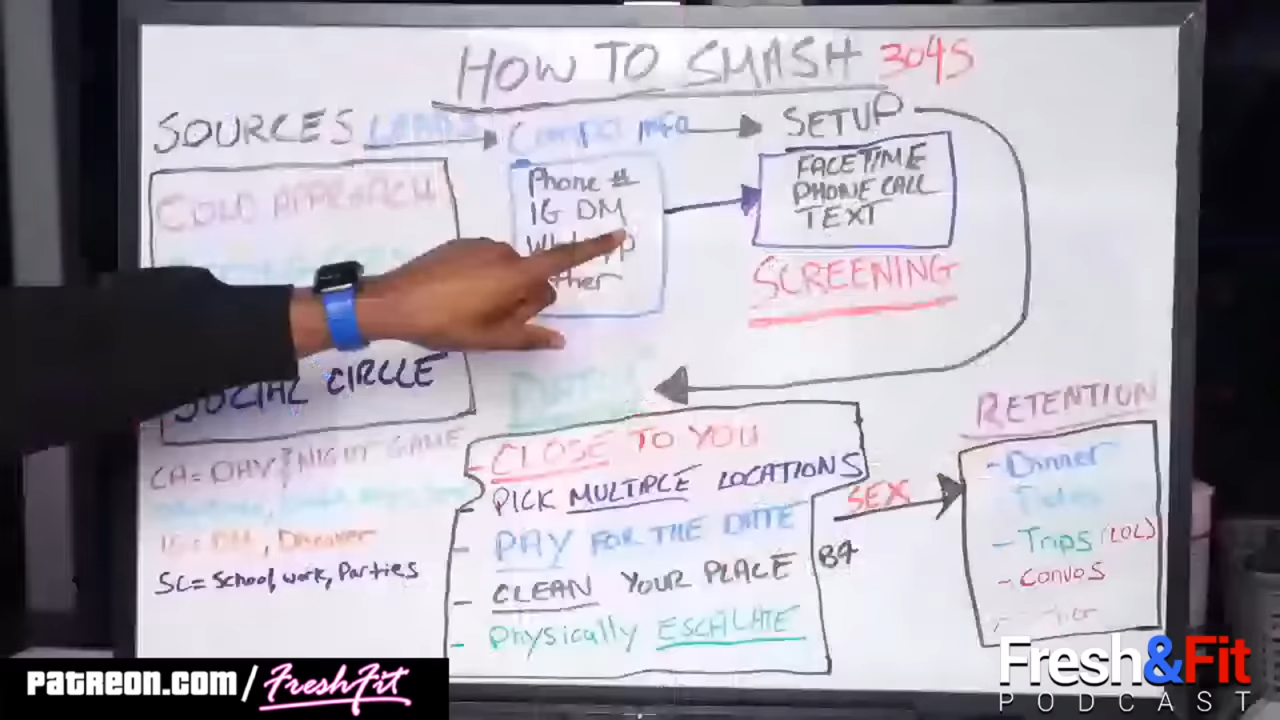 HOW TO SMASH 304S
SOURCES
SETUP
COLD APPROACH
Phone #
IG DM
FACETIME
PHONE CALL
TEXT
SCREENING
SOCIAL CIRCLE
CA = DAY/NIGHT GAME
IG = DM,
SC = School, work, Parties
- CLOSE TO YOU
- PICK MULTIPLE LOCATIONS
- PAY FOR THE DATE
- CLEAN YOUR PLACE B4
- Physically ESCALATE
SEX
RETENTION
- Dinner
- Trips (LOL)
- Convos
PATREON.COM/FreshFit
Fresh&Fit
PODCAST